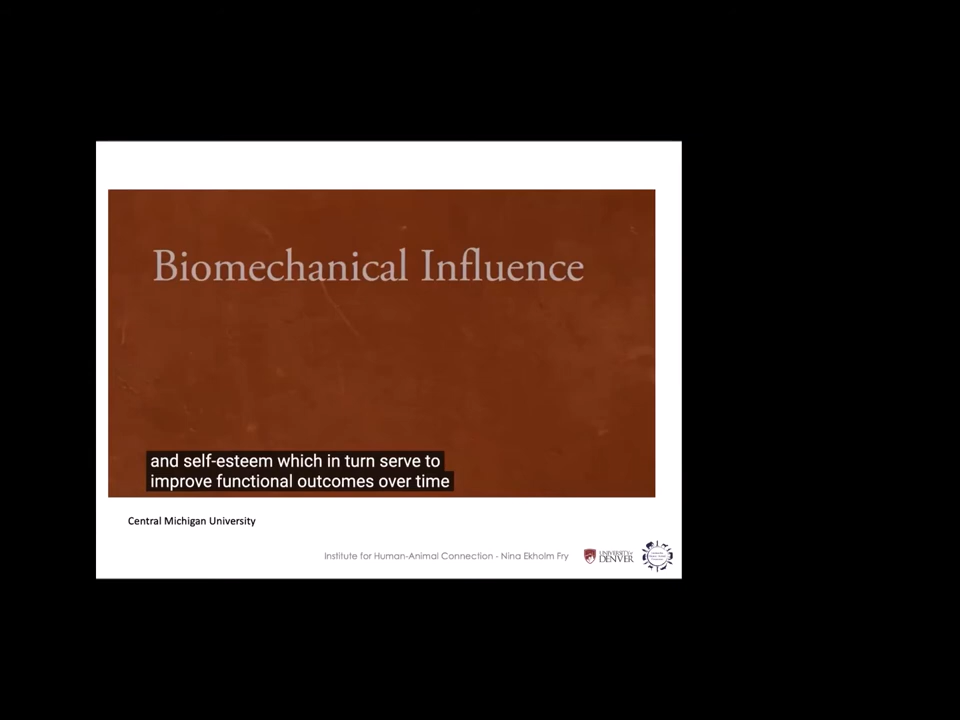 Biomechanical Influence
and self-esteem which in turn serve to
improve functional outcomes over time
Central Michigan University
Institute for Human-Animal Connection - Nina Ekholm Fry
UNIVERSITY of
DENVER